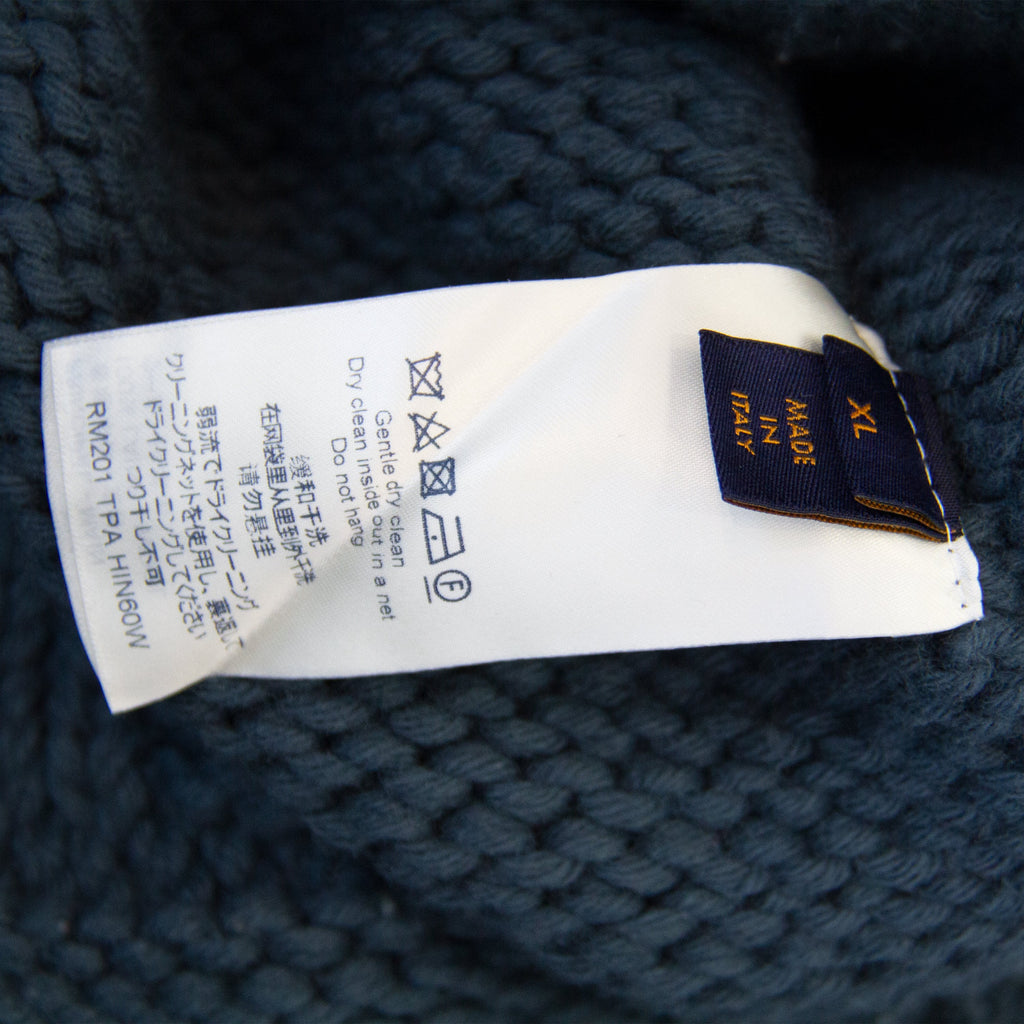 Gentle dry clean
Dry clean inside out in a net
Do not hang
缓和干洗
在网袋里从里到外干洗
请勿悬挂
弱流でドライクリーニング
クリーニングネットを使用し、裏返して
ドライクリーニングしてください
つり干し不可
RM201 TPA HIN60W
XL
MADE
IN
ITALY
F